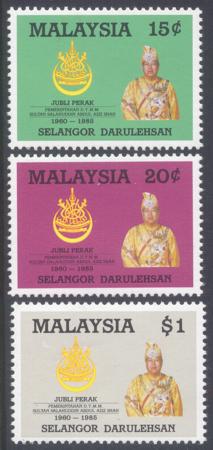 MALAYSIA 15¢
JUBLI PERAK
PEMERINTAHAN D.Y.M.M.
SULTAN SALAHUDDIN ABDUL AZIZ SHAH
1960 – 1985
SELANGOR DARULEHSAN
MALAYSIA 20¢
JUBLI PERAK
PEMERINTAHAN D.Y.M.M.
SULTAN SALAHUDDIN ABDUL AZIZ SHAH
1960 – 1985
SELANGOR DARULEHSAN
MALAYSIA $1
JUBLI PERAK
PEMERINTAHAN D.Y.M.M.
SULTAN SALAHUDDIN ABDUL AZIZ SHAH
1960 – 1985
SELANGOR DARULEHSAN